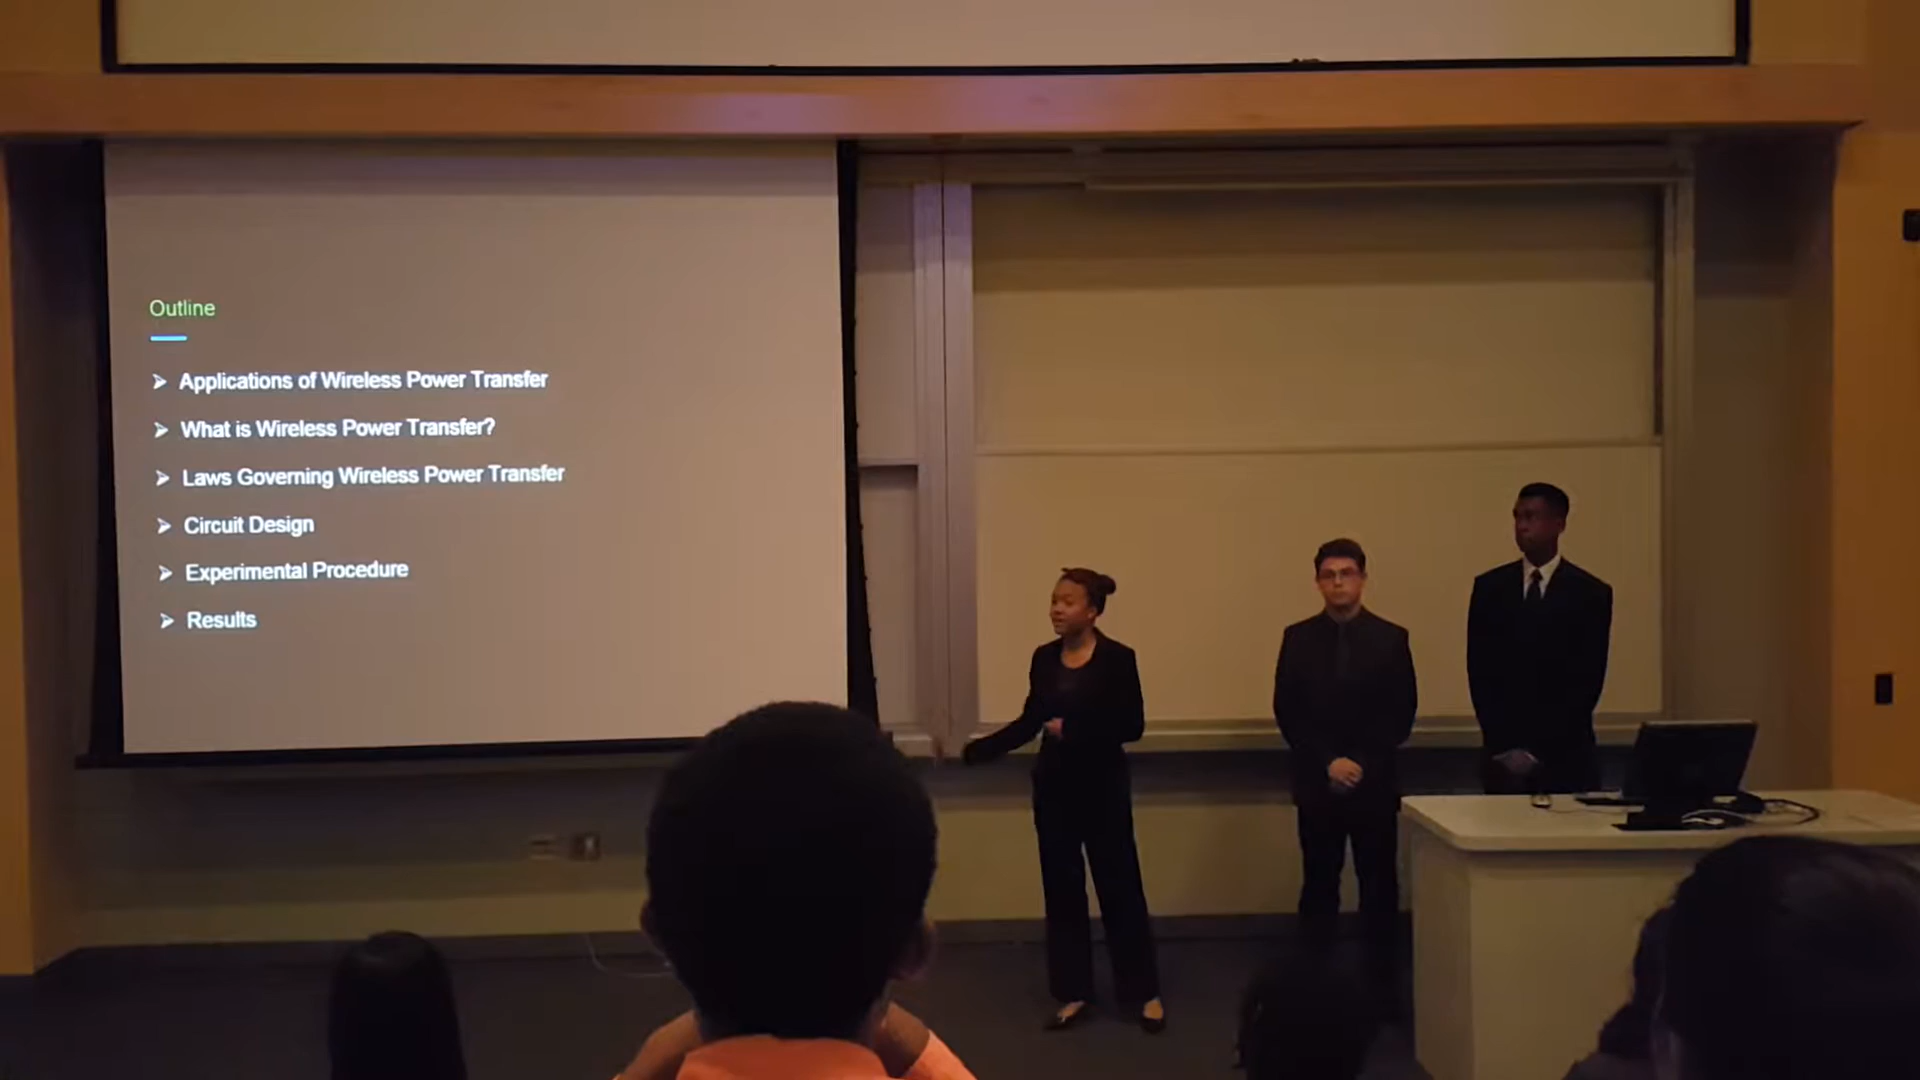 Outline
➢ Applications of Wireless Power Transfer
➢ What is Wireless Power Transfer?
➢ Laws Governing Wireless Power Transfer
➢ Circuit Design
➢ Experimental Procedure
➢ Results